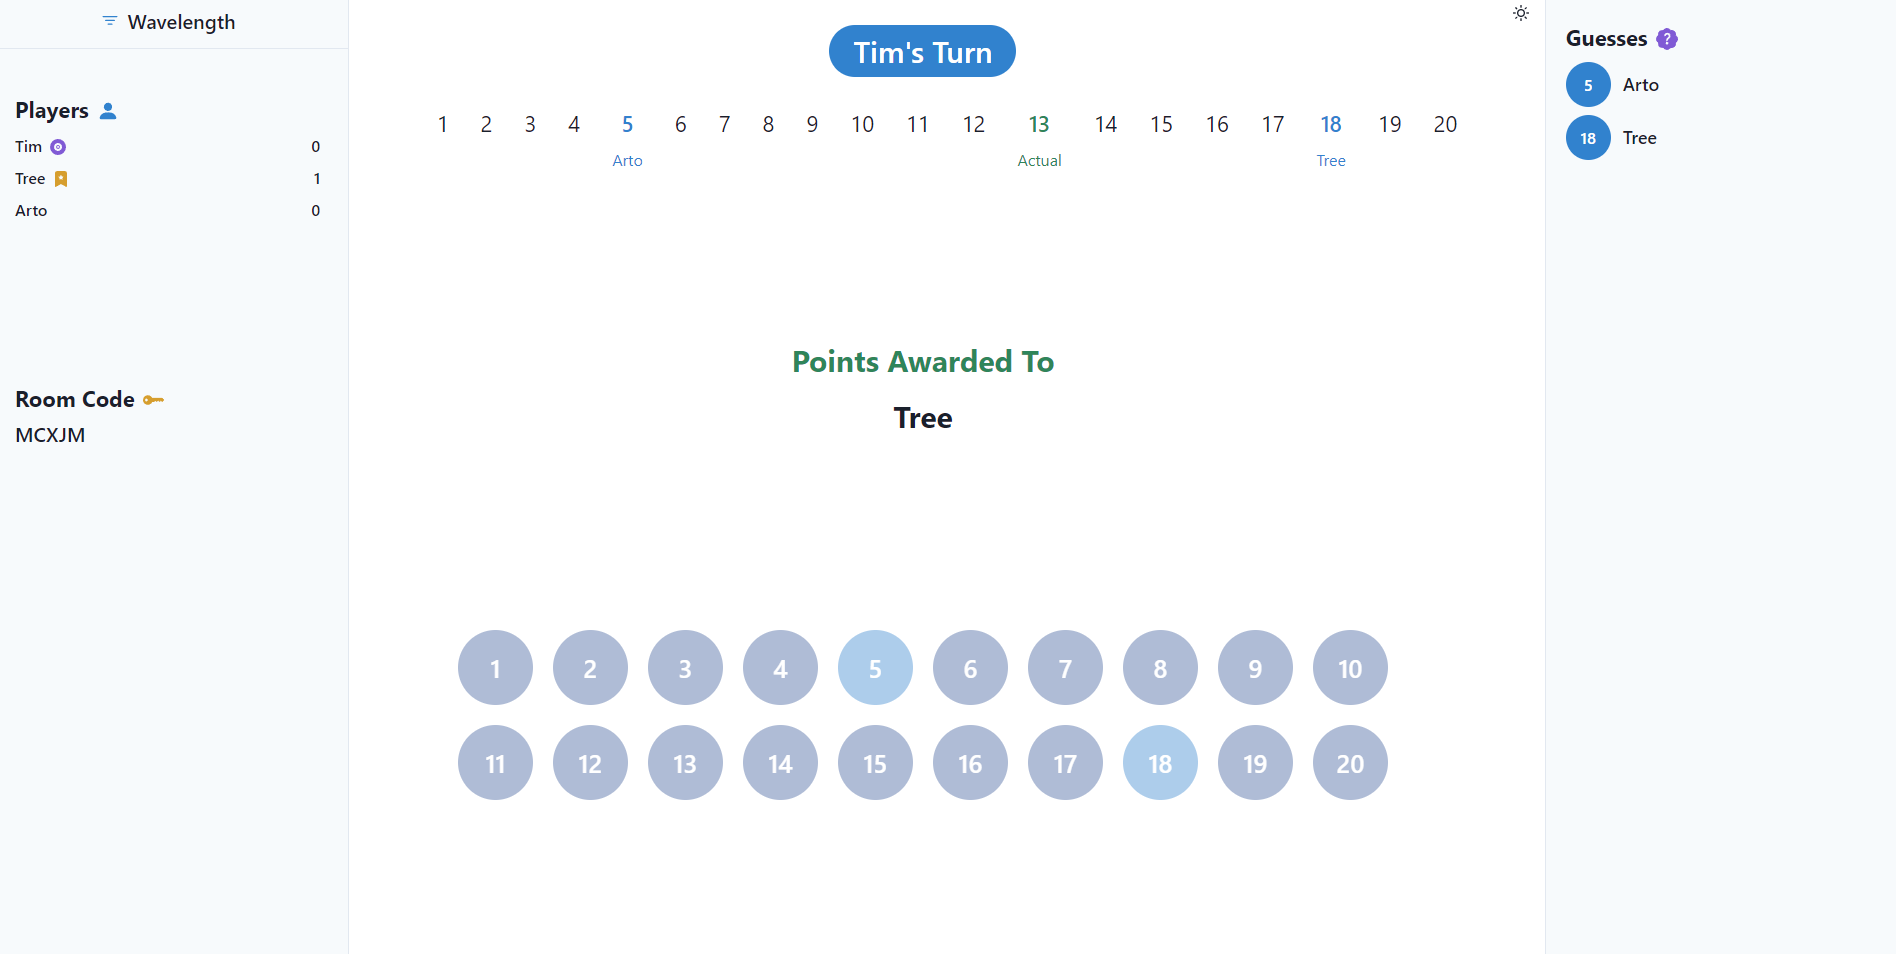 Wavelength
Players
Tim 0
Tree 1
Arto 0
Room Code
MCXJM
Tim's Turn
1 2 3 4 5 6 7 8 9 10 11 12 13 14 15 16 17 18 19 20
Arto Actual Tree
Points Awarded To
Tree
1 2 3 4 5 6 7 8 9 10
11 12 13 14 15 16 17 18 19 20
Guesses ?
5 Arto
18 Tree